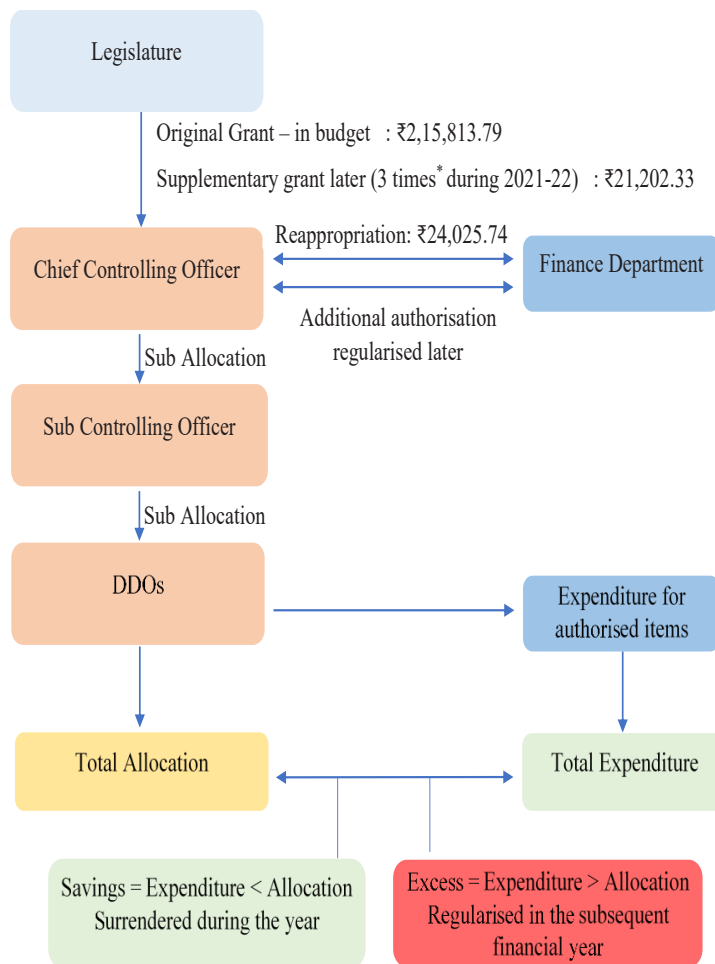 Legislature
Original Grant – in budget : ₹2,15,813.79
Supplementary grant later (3 times* during 2021-22) : ₹21,202.33
Reappropriation: ₹24,025.74
Chief Controlling Officer
Finance Department
Additional authorisation
regularised later
Sub Allocation
Sub Controlling Officer
Sub Allocation
DDOs
Expenditure for
authorised items
Total Allocation
Total Expenditure
Savings = Expenditure < Allocation
Surrendered during the year
Excess = Expenditure > Allocation
Regularised in the subsequent
financial year